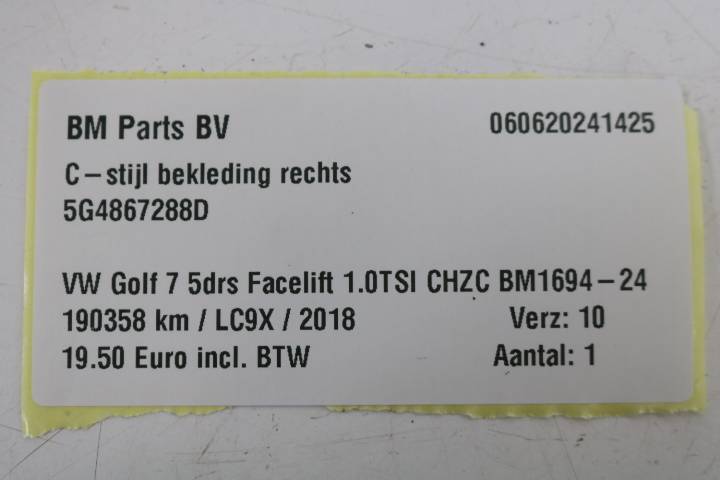 BM Parts BV 060620241425
C-stijl bekleding rechts
5G4867288D
VW Golf 7 5drs Facelift 1.0TSI CHZC BM1694-24
190358 km / LC9X / 2018 Verz: 10
19.50 Euro incl. BTW Aantal: 1